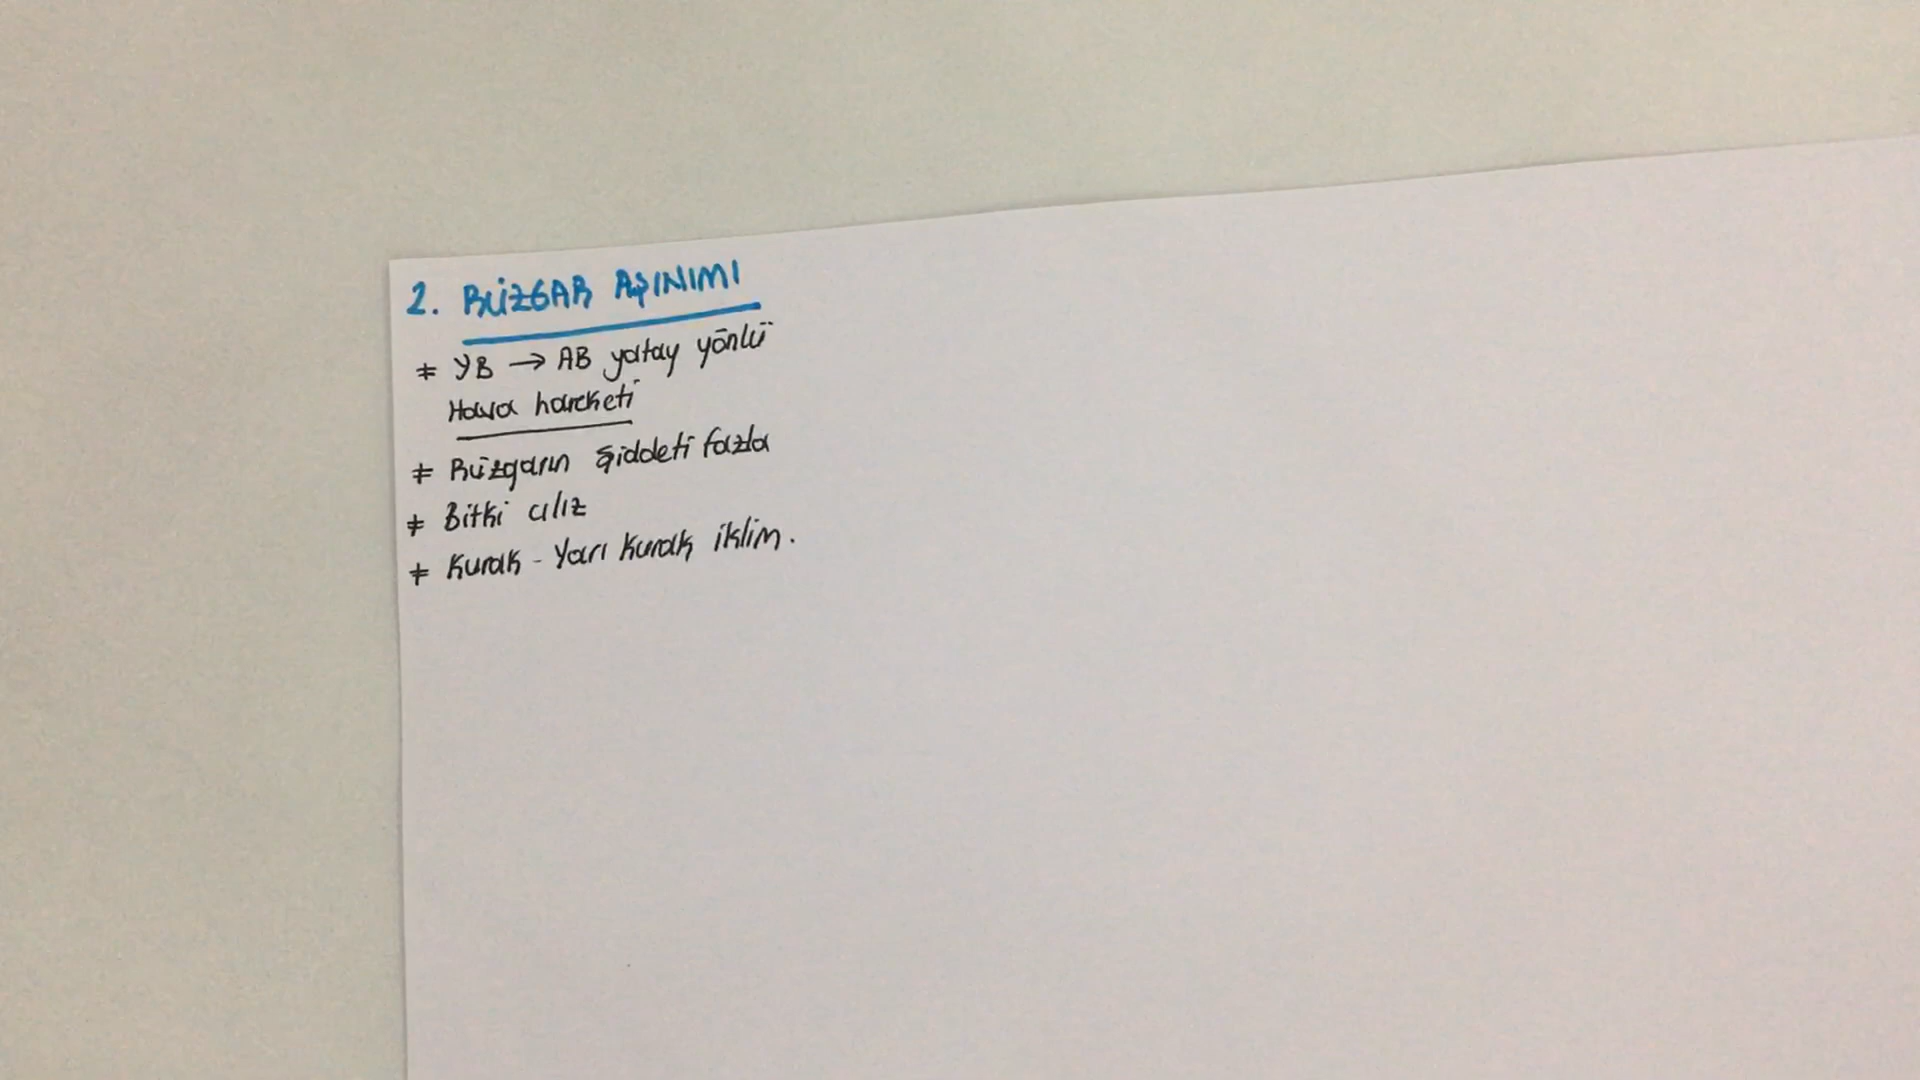 2. RÜZGAR AŞINIMI
* YB → AB yatay yönlü
Hava hareketi
* Rüzgarın şiddeti fazla
* Bitki cılız
* Kurak - Yarı kurak iklim.